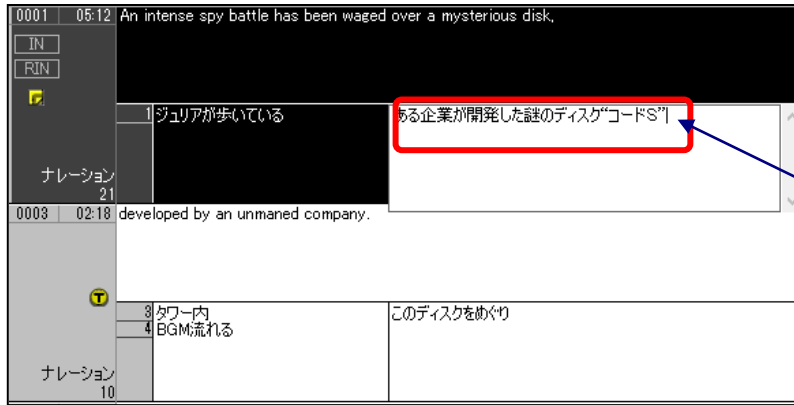 0001 05:12 An intense spy battle has been waged over a mysterious disk,
IN
RIN
1 ジュリアが歩いている ある企業が開発した謎のディスク“コードS”
ナレーション
21
0003 02:18 developed by an unmaned company.
T
3 タワー内 このディスクをめぐり
4 BGM流れる
ナレーション
10